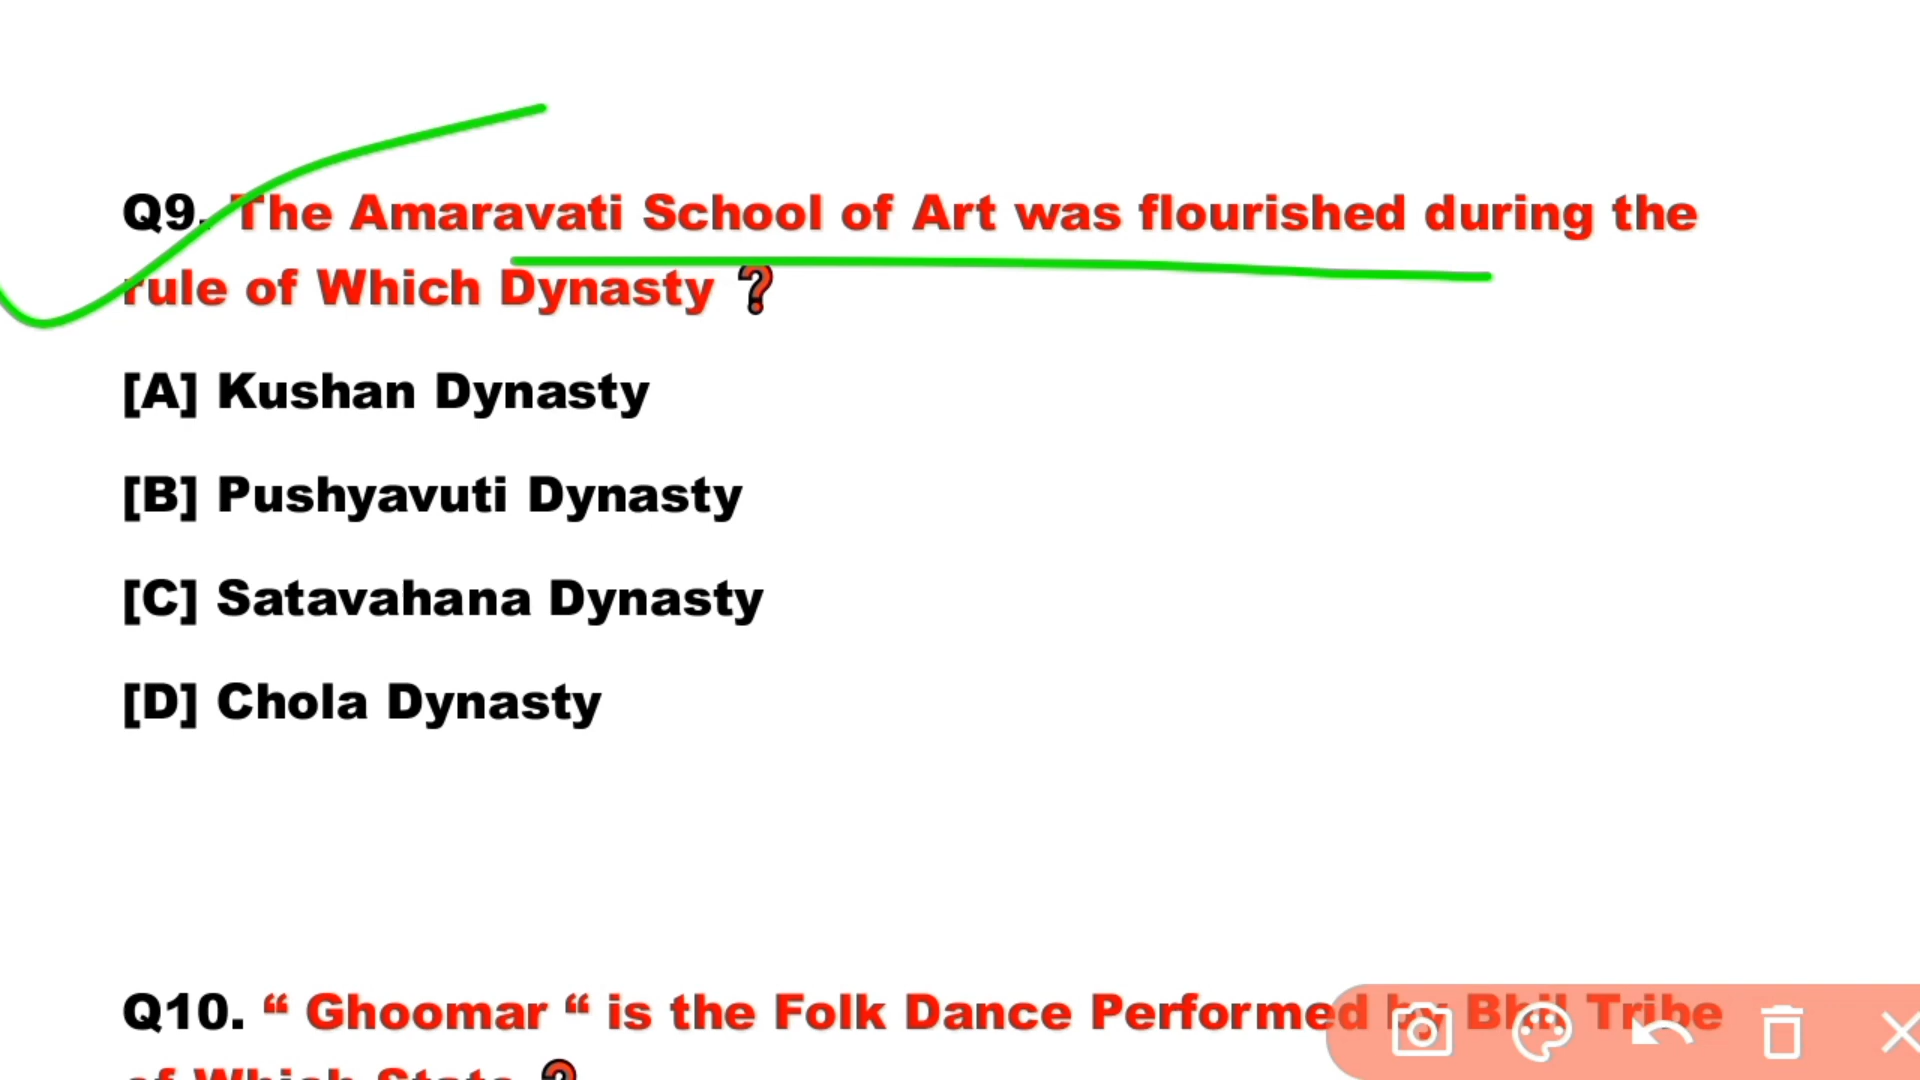 Q9. The Amaravati School of Art was flourished during the
rule of Which Dynasty ?
[A] Kushan Dynasty
[B] Pushyavuti Dynasty
[C] Satavahana Dynasty
[D] Chola Dynasty
Q10. “ Ghoomar “ is the Folk Dance Performed by Bhil Tribe
of Which State ?